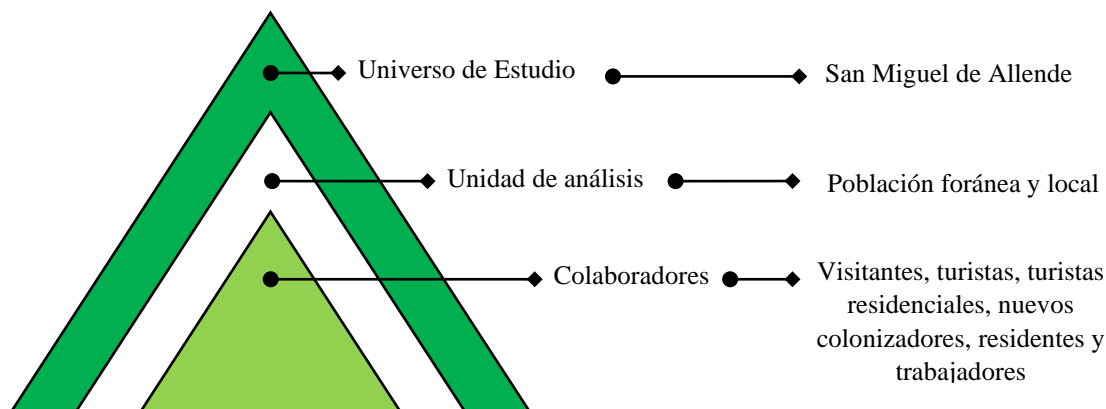 Universo de Estudio
San Miguel de Allende
Unidad de análisis
Población foránea y local
Colaboradores
Visitantes, turistas, turistas
residenciales, nuevos
colonizadores, residentes y
trabajadores